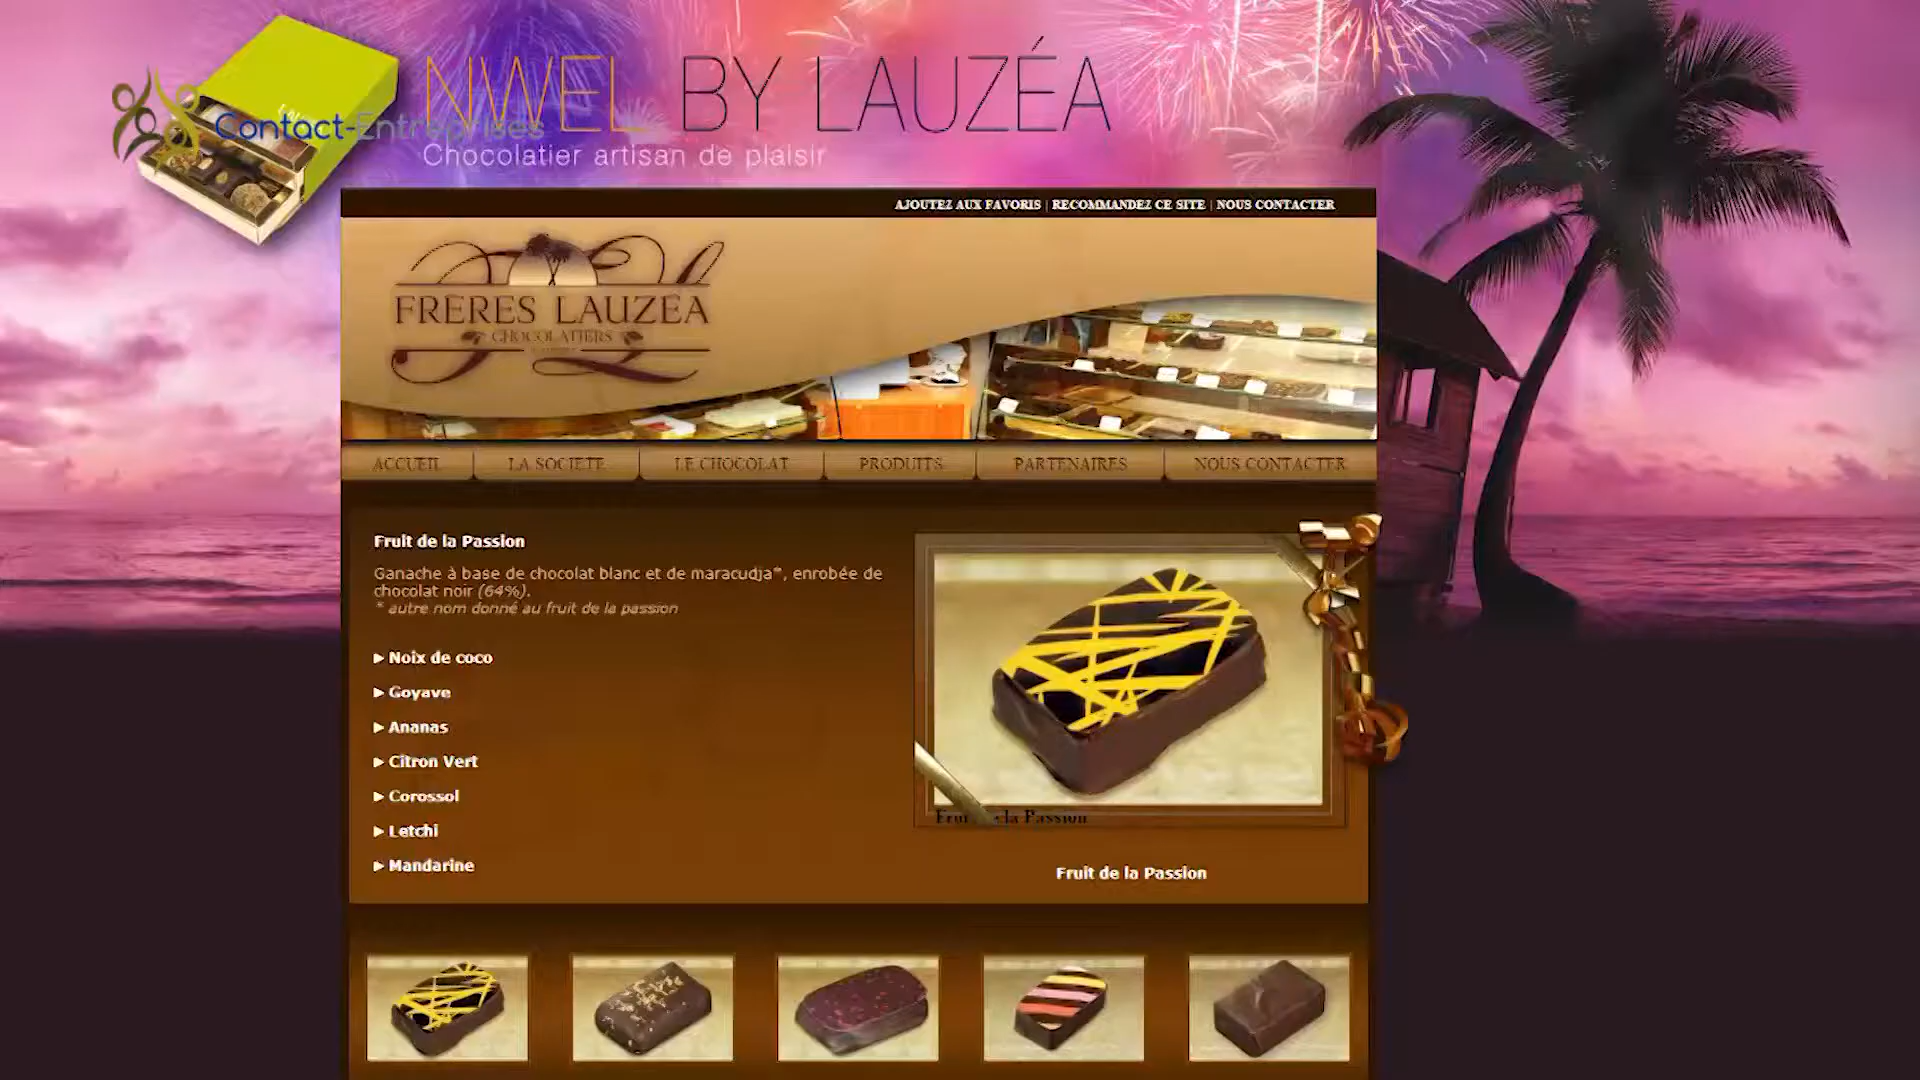 NWEL BY LAUZÉA
Contact-Entreprises
Chocolatier artisan de plaisir
AJOUTEZ AUX FAVORIS | RECOMMANDEZ CE SITE | NOUS CONTACTER
FRERES LAUZÉA
CHOCOLATIERS
ACCUEIL LA SOCIETE LE CHOCOLAT PRODUITS PARTENAIRES NOUS CONTACTER
Fruit de la Passion
Ganache à base de chocolat blanc et de maracudja*, enrobée de
chocolat noir (64%).
* autre nom donné au fruit de la passion
Noix de coco
Goyave
Ananas
Citron Vert
Corossol
Letchi
Mandarine
la Passion
Fruit de la Passion